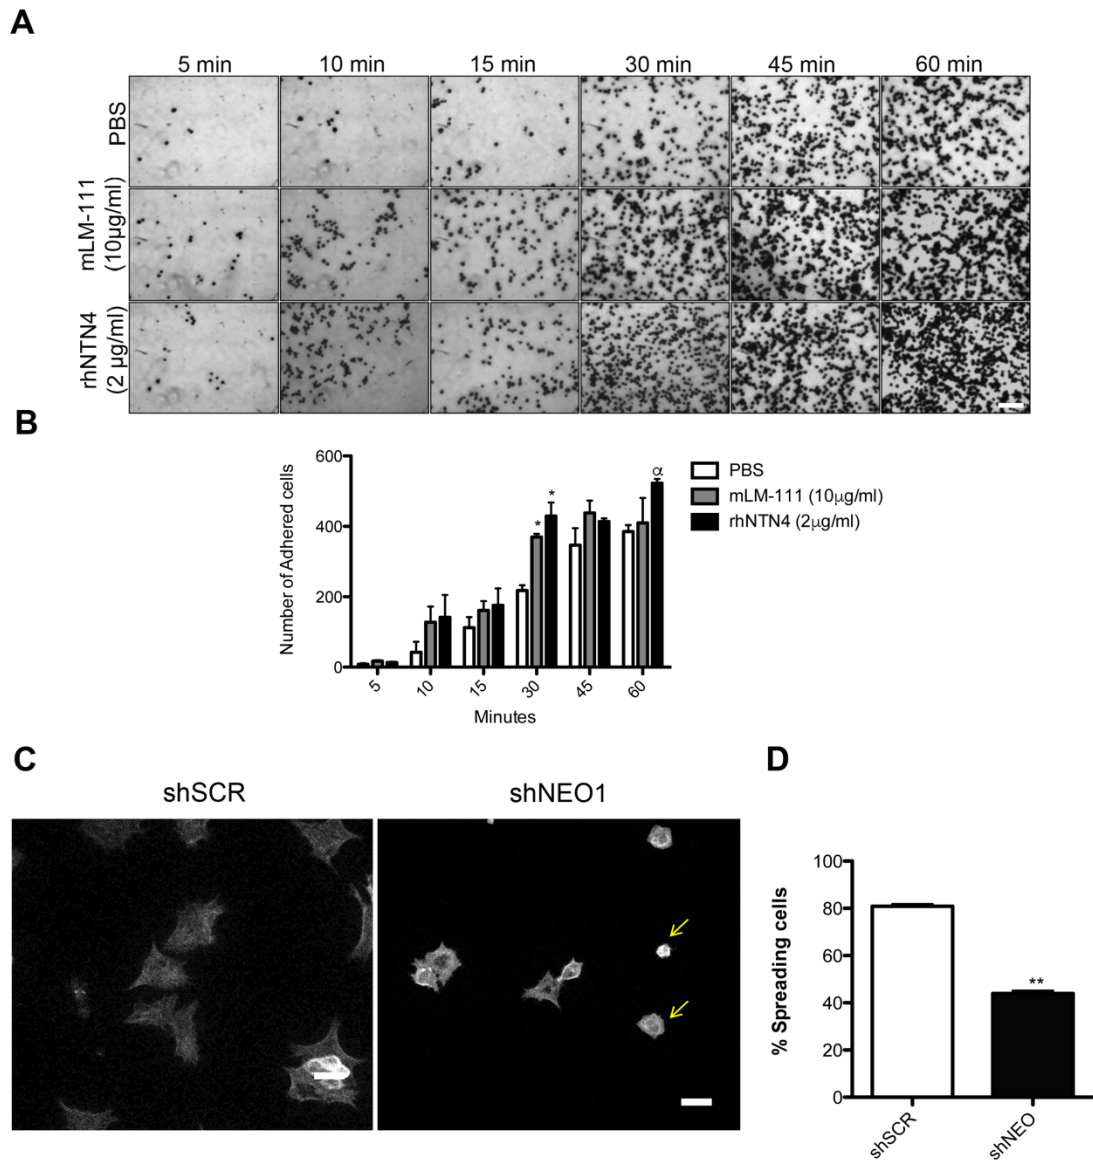 A
5 min 10 min 15 min 30 min 45 min 60 min
PBS
mLM-111
(10µg/ml)
rhNTN4
(2 µg/ml)
B
600
400
200
0
Number of Adhered cells
* * α
5 10 15 30 45 60
Minutes
PBS
mLM-111 (10µg/ml)
rhNTN4 (2µg/ml)
C
shSCR shNEO1
D
100
80
60
40
20
0
% Spreading cells
**
shSCR shNEO